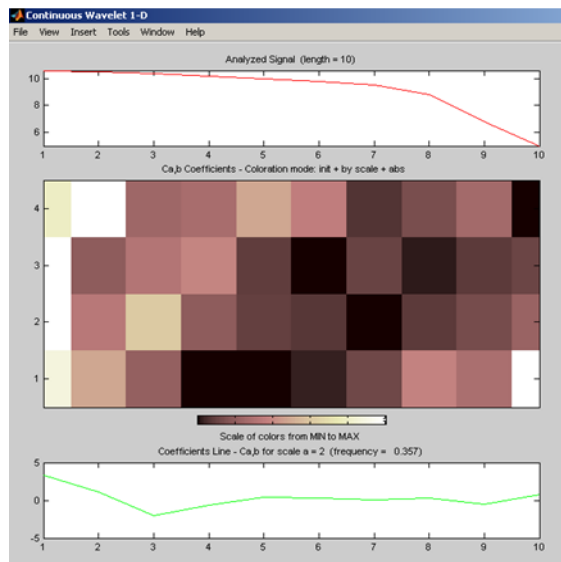 Continuous Wavelet 1-D
File View Insert Tools Window Help
Analyzed Signal (length = 10)
10
8
6
1 2 3 4 5 6 7 8 9 10
Ca,b Coefficients - Coloration mode: init + by scale + abs
4
3
2
1
Scale of colors from MIN to MAX
Coefficients Line - Ca,b for scale a = 2 (frequency = 0.357)
5
0
-5
1 2 3 4 5 6 7 8 9 10